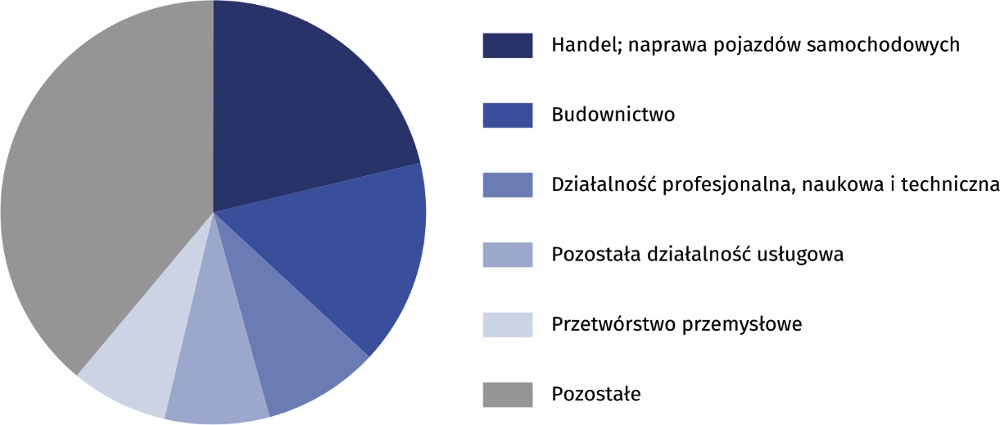 Handel; naprawa pojazdów samochodowych
Budownictwo
Działalność profesjonalna, naukowa i techniczna
Pozostała działalność usługowa
Przetwórstwo przemysłowe
Pozostałe